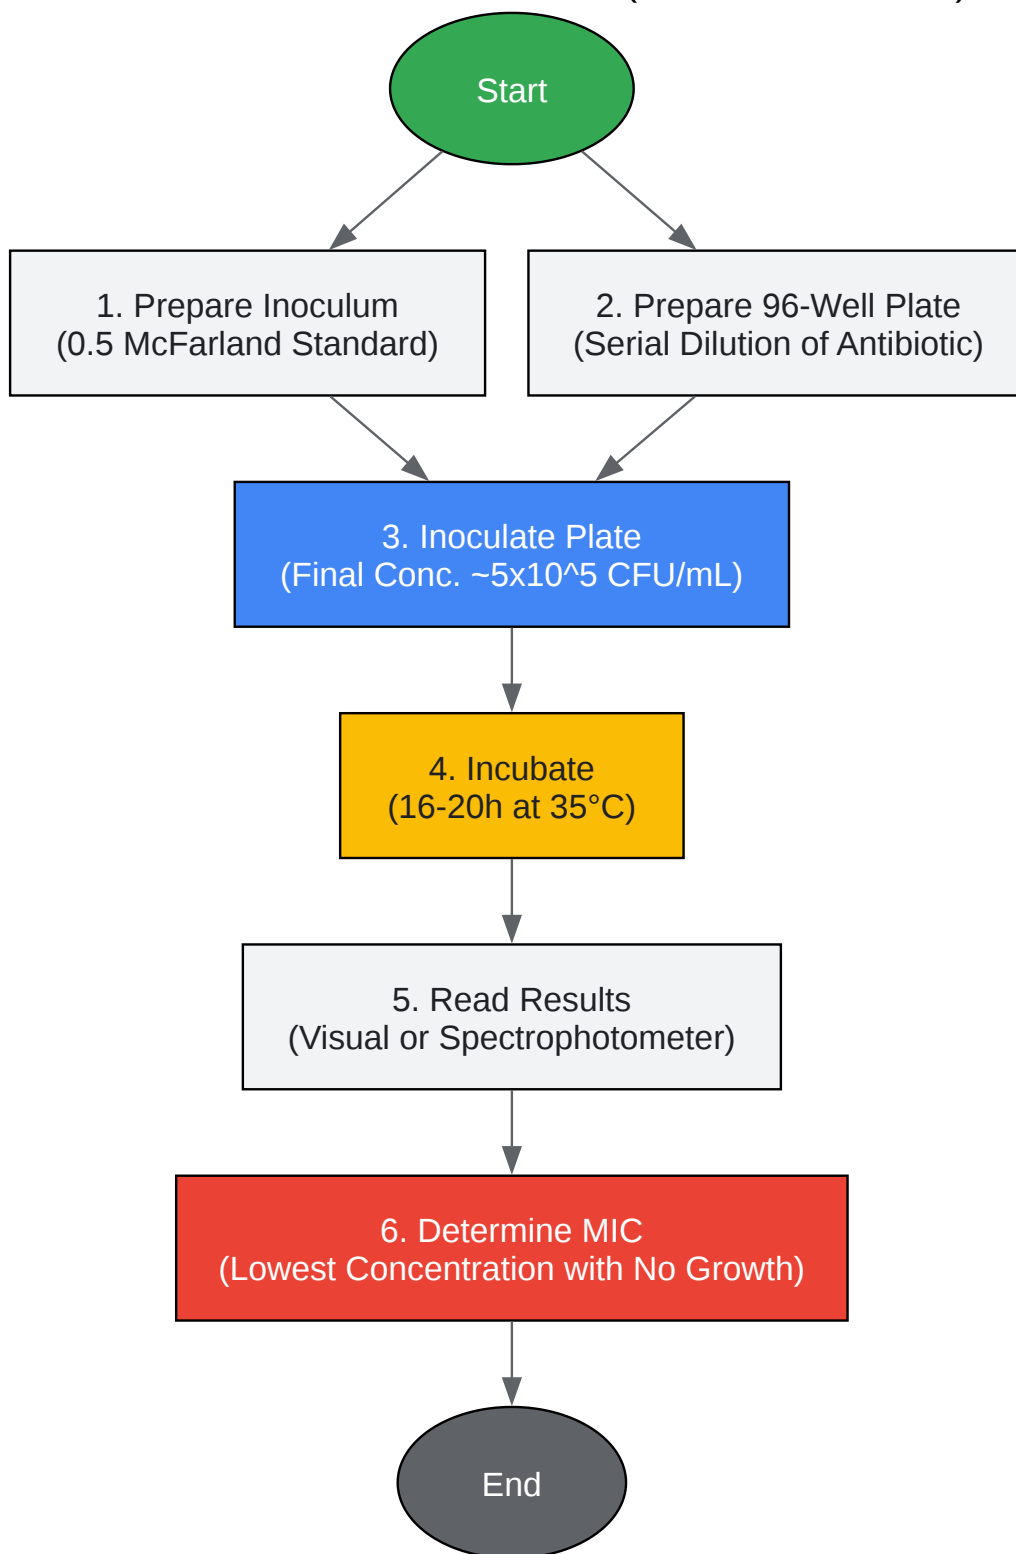 Start
1. Prepare Inoculum
(0.5 McFarland Standard)
2. Prepare 96-Well Plate
(Serial Dilution of Antibiotic)
3. Inoculate Plate
(Final Conc. ~5x10^5 CFU/mL)
4. Incubate
(16-20h at 35°C)
5. Read Results
(Visual or Spectrophotometer)
6. Determine MIC
(Lowest Concentration with No Growth)
End